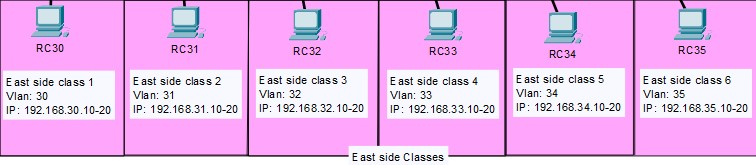 RC30
RC31
RC32
RC33
RC34
RC35
East side class 1
Vlan: 30
IP: 192.168.30.10-20
East side class 2
Vlan: 31
IP: 192.168.31.10-20
East side class 3
Vlan: 32
IP: 192.168.32.10-20
East side class 4
Vlan: 33
IP: 192.168.33.10-20
East side class 5
Vlan: 34
IP: 192.168.34.10-20
East side class 6
Vlan: 35
IP: 192.168.35.10-20
East side Classes